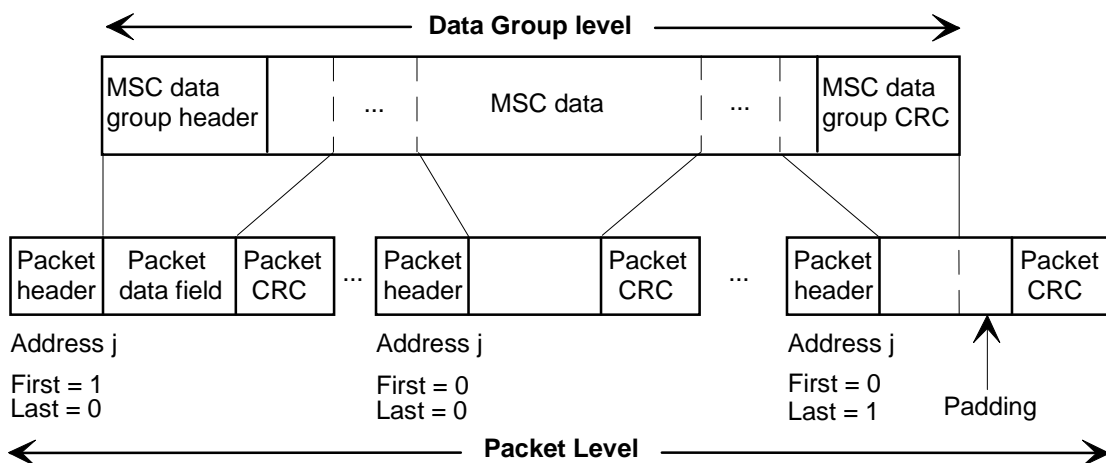 Data Group level
MSC data
group header
...
MSC data
...
MSC data
group CRC
Packet
header
Packet
data field
Packet
CRC
...
Packet
header
Packet
CRC
...
Packet
header
Packet
CRC
Address j
First = 1
Last = 0
Address j
First = 0
Last = 0
Address j
First = 0
Last = 1
Padding
Packet Level